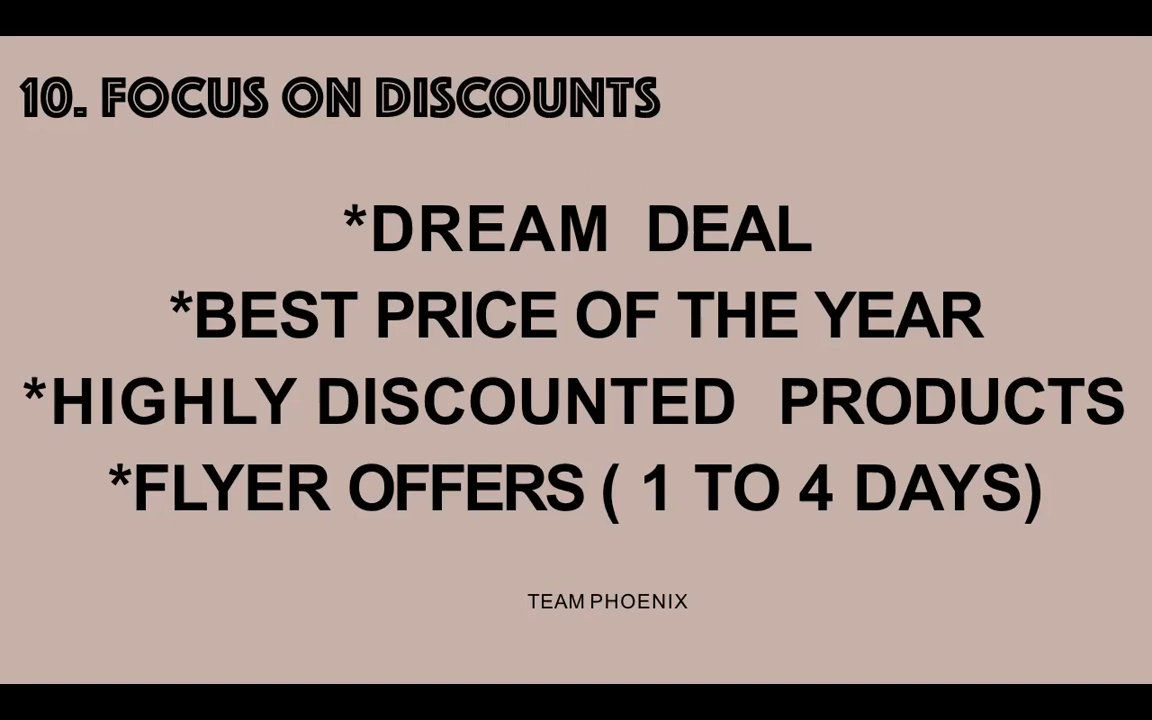 10. FOCUS ON DISCOUNTS
*DREAM DEAL
*BEST PRICE OF THE YEAR
*HIGHLY DISCOUNTED PRODUCTS
*FLYER OFFERS ( 1 TO 4 DAYS)
TEAM PHOENIX